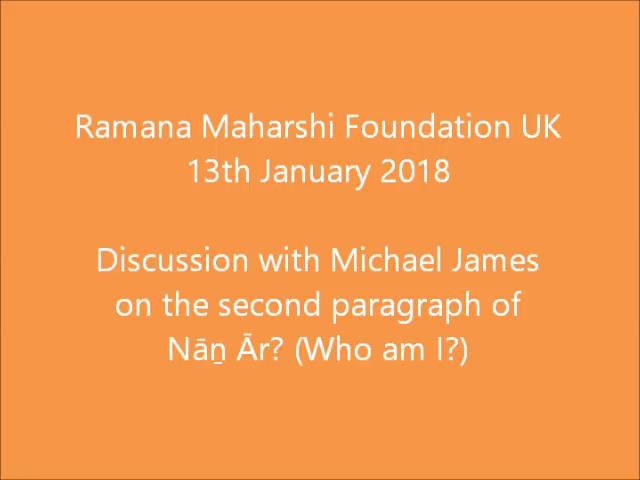 Ramana Maharshi Foundation UK
13th January 2018
Discussion with Michael James
on the second paragraph of
Nāṉ Ār? (Who am I?)